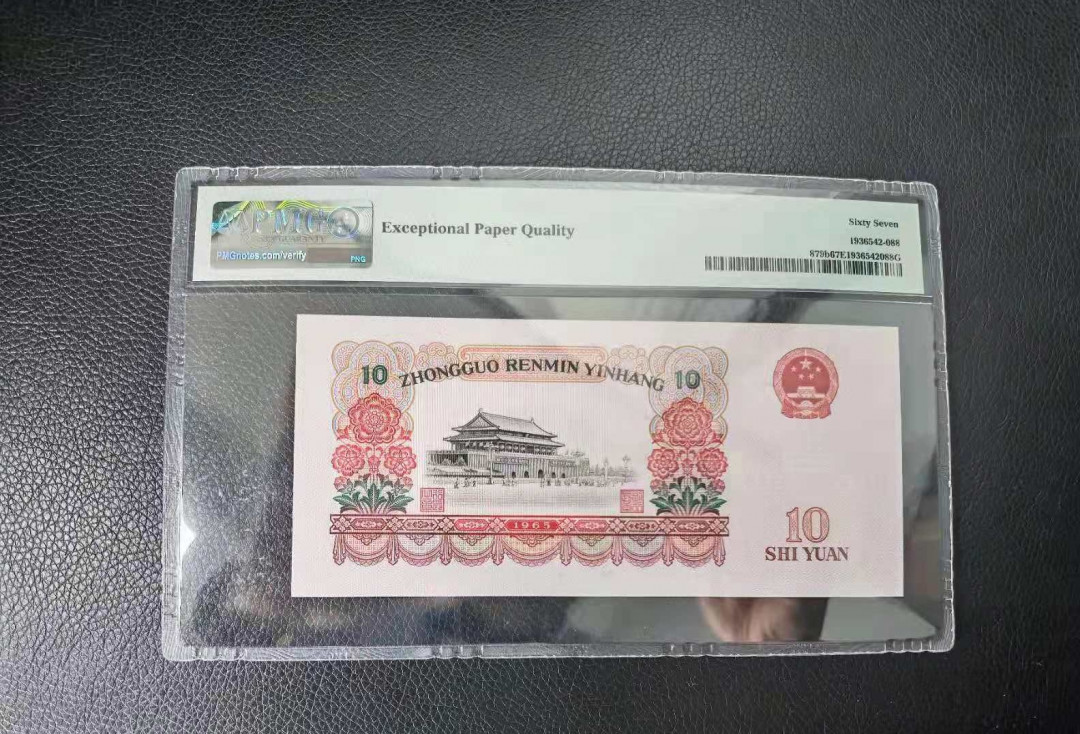 PMG
Exceptional Paper Quality
Sixty Seven
1936542-088
PMGnotes.com/verify
PNG
879b67E1936542088G
10 ZHONGGUO RENMIN YINHANG 10
1965
10
SHI YUAN